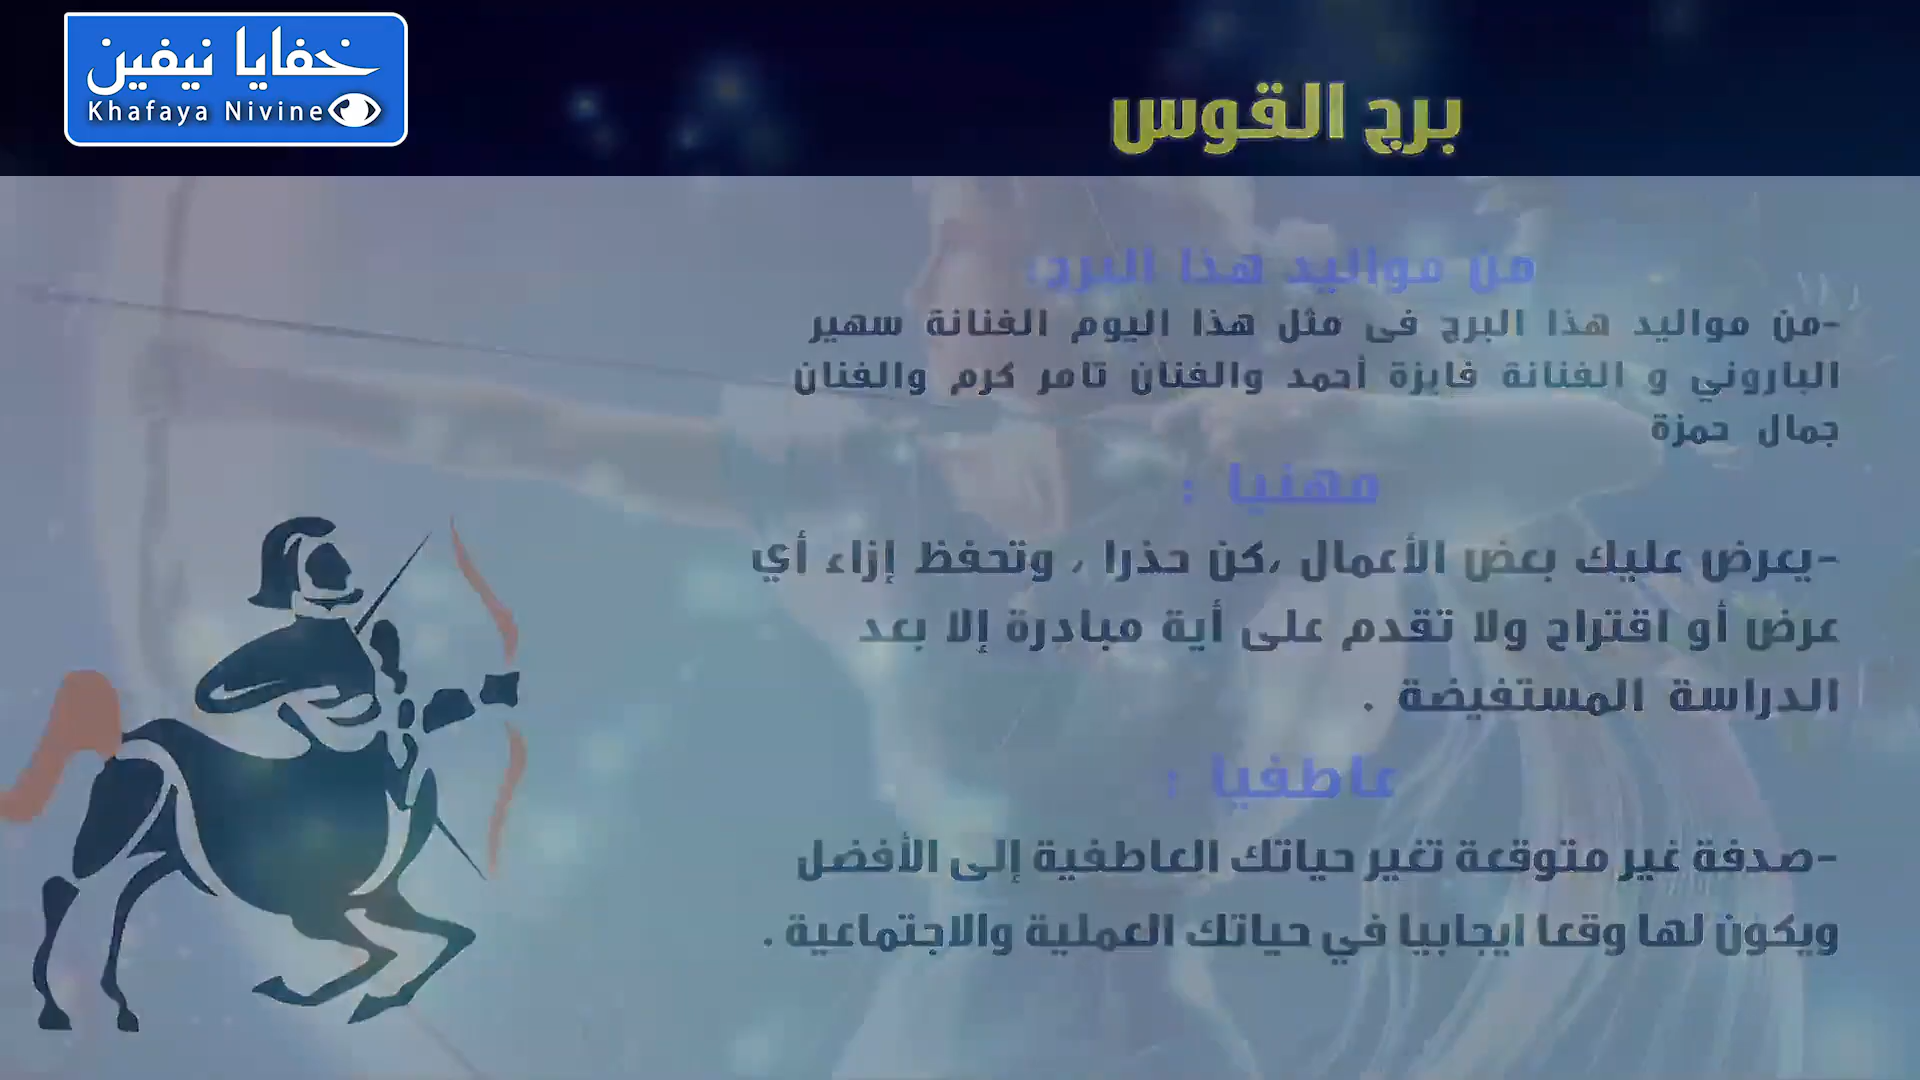 خفايا نيفين
Khafaya Nivine
برج القوس
من مواليد هذا البرج:
-من مواليد هذا البرج فى مثل هذا اليوم الفنانة سهير
الباروني و الفنانة فايزة أحمد والفنان تامر كرم والفنان
جمال حمزة
مهنيا :
-يعرض عليك بعض الأعمال ،كن حذرا ، وتحفظ إزاء أي
عرض أو اقتراح ولا تقدم على أية مبادرة إلا بعد
الدراسة المستفيضة .
عاطفيا :
-صدفة غير متوقعة تغير حياتك العاطفية إلى الأفضل
ويكون لها وقعا ايجابيا في حياتك العملية والاجتماعية .